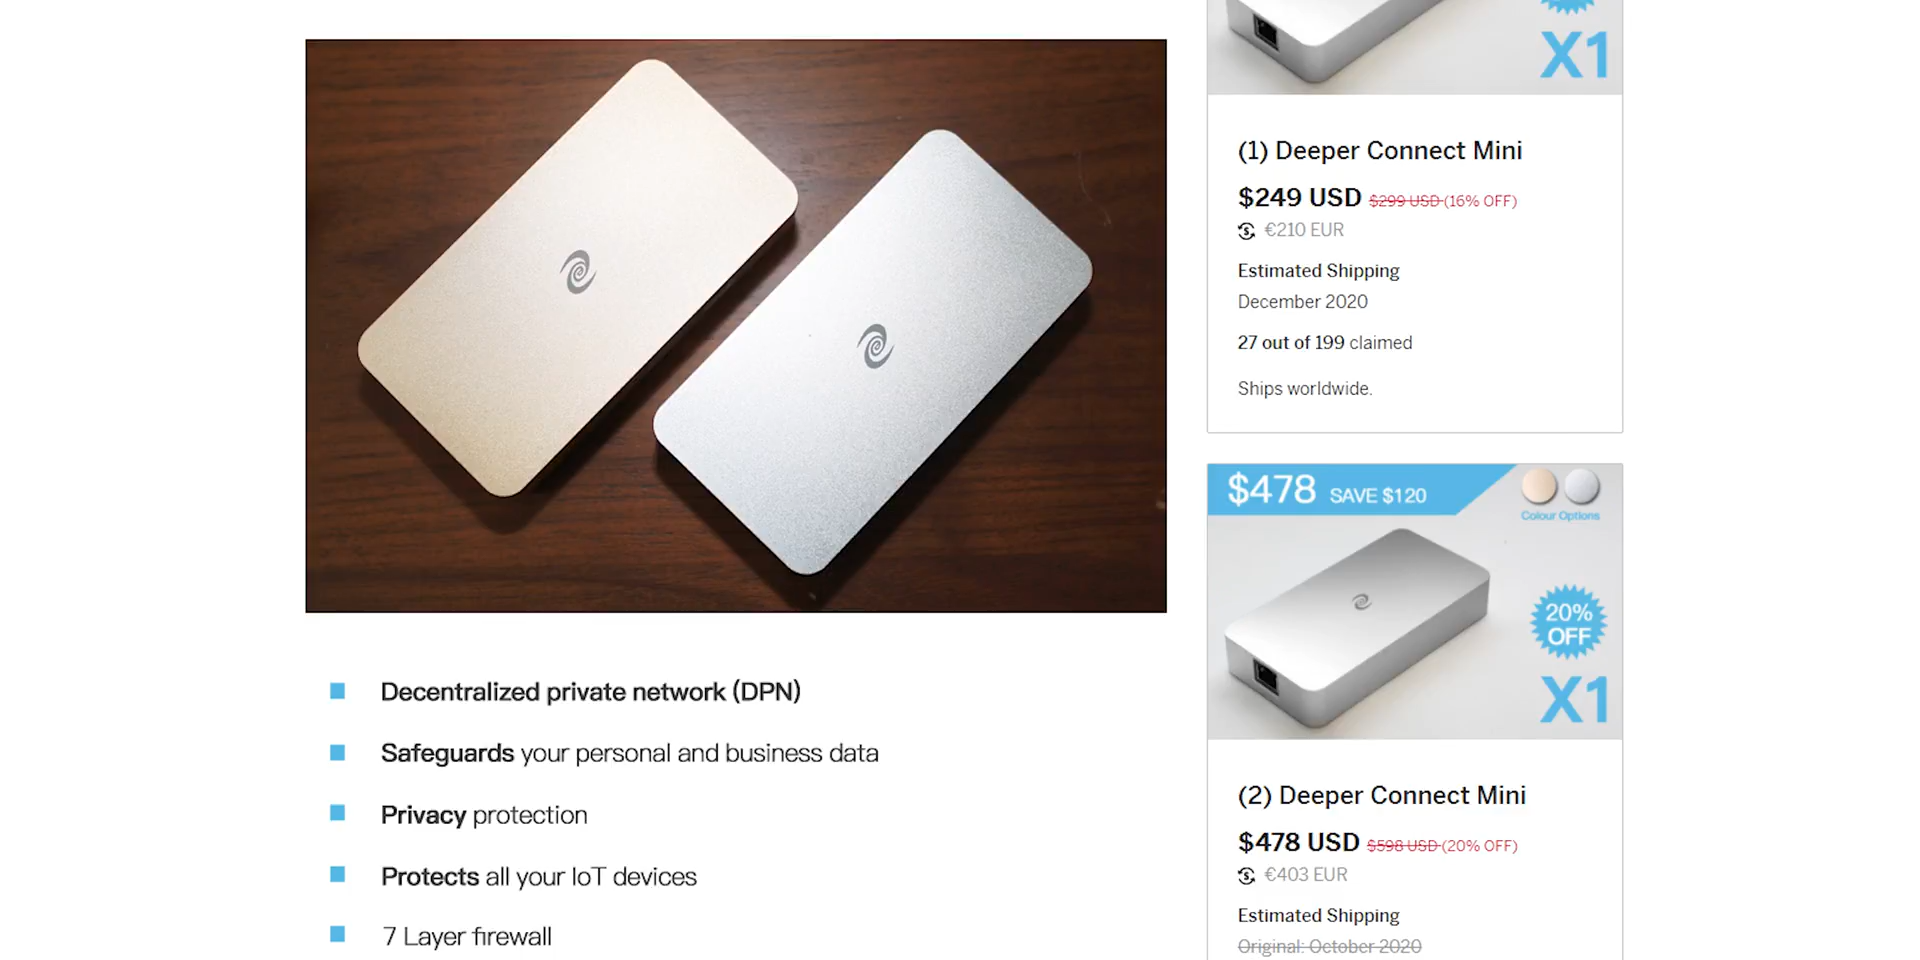 Decentralized private network (DPN)
Safeguards your personal and business data
Privacy protection
Protects all your IoT devices
7 Layer firewall
X1
(1) Deeper Connect Mini
$249 USD $299 USD (16% OFF)
€210 EUR
Estimated Shipping
December 2020
27 out of 199 claimed
Ships worldwide.
$478 SAVE $120
Colour Options
20%
OFF
X1
(2) Deeper Connect Mini
$478 USD $598 USD (20% OFF)
€403 EUR
Estimated Shipping
Original: October 2020